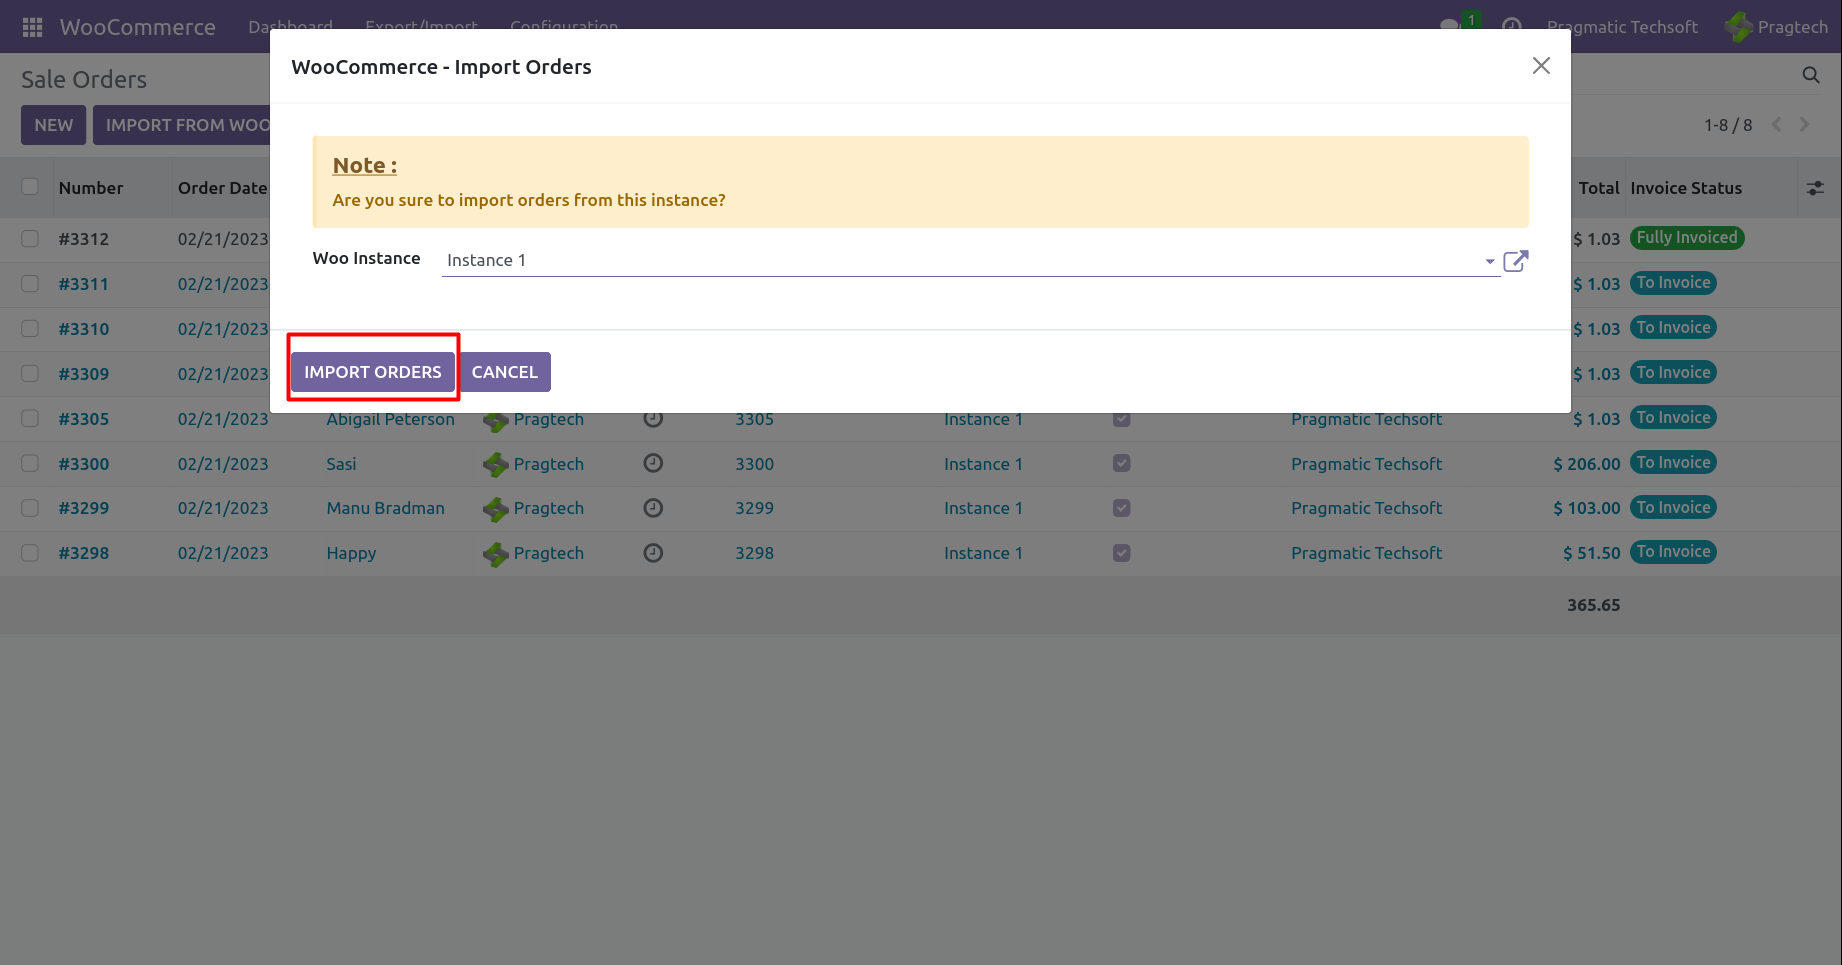 WooCommerce Dashboard Export/Import Configuration 1 Pragmatic Techsoft Pragtech
WooCommerce - Import Orders
Sale Orders
NEW IMPORT FROM WOO 1-8 / 8
Note :
Are you sure to import orders from this instance?
Number Order Date Total Invoice Status
#3312 02/21/2023 $ 1.03 Fully Invoiced
Woo Instance Instance 1
#3311 02/21/2023 $ 1.03 To Invoice
#3310 02/21/2023 $ 1.03 To Invoice
#3309 02/21/2023 $ 1.03 To Invoice
IMPORT ORDERS CANCEL
#3305 02/21/2023 Abigail Peterson Pragtech 3305 Instance 1 Pragmatic Techsoft $ 1.03 To Invoice
#3300 02/21/2023 Sasi Pragtech 3300 Instance 1 Pragmatic Techsoft $ 206.00 To Invoice
#3299 02/21/2023 Manu Bradman Pragtech 3299 Instance 1 Pragmatic Techsoft $ 103.00 To Invoice
#3298 02/21/2023 Happy Pragtech 3298 Instance 1 Pragmatic Techsoft $ 51.50 To Invoice
365.65